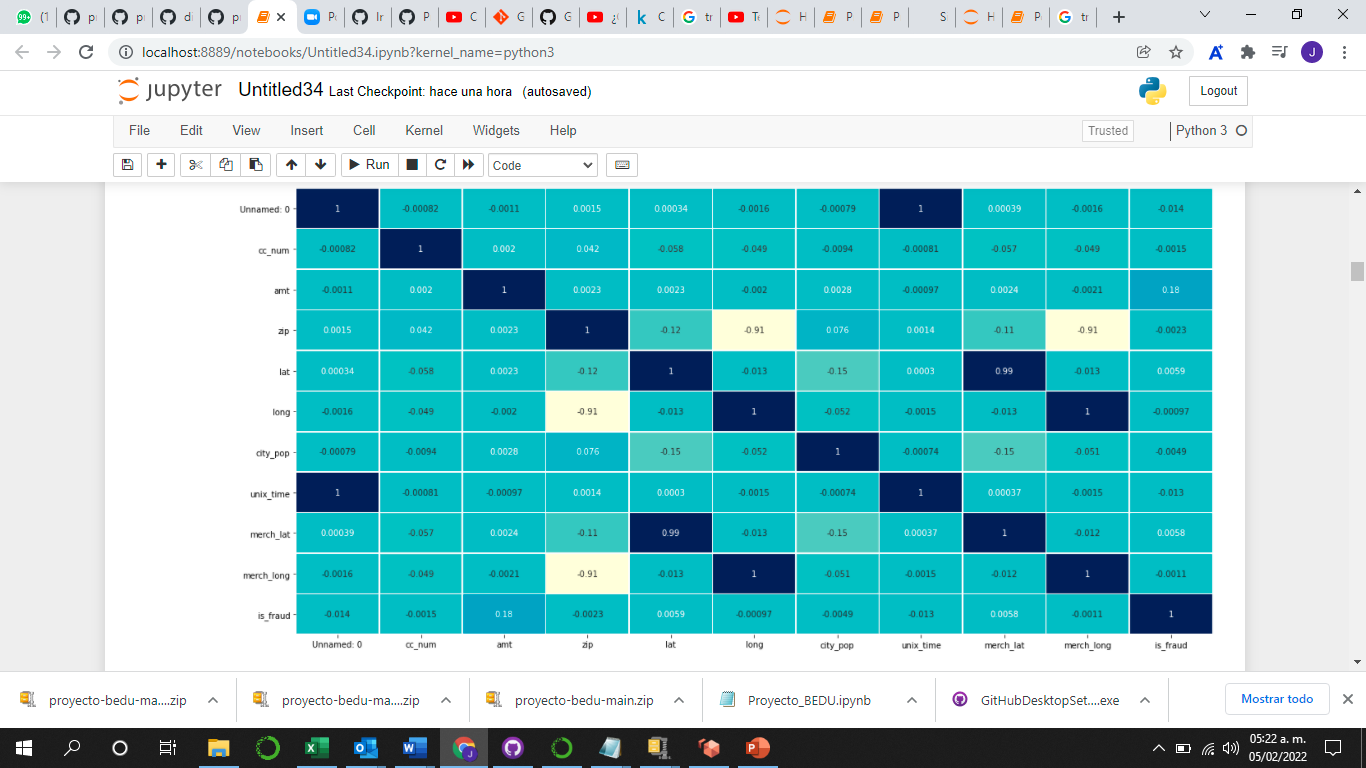 (1 pr pr di pr Po Ir P C G G ¿( C tr Te H P P S H P tr
localhost:8889/notebooks/Untitled34.ipynb?kernel_name=python3 J
jupyter Untitled34 Last Checkpoint: hace una hora (autosaved) Logout
File Edit View Insert Cell Kernel Widgets Help Trusted Python 3
Run Code
Unnamed: 0 1 -0.00082 -0.0011 0.0015 0.00034 -0.0016 -0.00079 1 0.00039 -0.0016 -0.014
cc_num -0.00082 1 0.002 0.042 -0.058 -0.049 -0.0094 -0.00081 -0.057 -0.049 -0.0015
amt -0.0011 0.002 1 0.0023 0.0023 -0.002 0.0028 -0.00097 0.0024 -0.0021 0.18
zip 0.0015 0.042 0.0023 1 -0.12 -0.91 0.076 0.0014 -0.11 -0.91 -0.0023
lat 0.00034 -0.058 0.0023 -0.12 1 -0.013 -0.15 0.0003 0.99 -0.013 0.0059
long -0.0016 -0.049 -0.002 -0.91 -0.013 1 -0.052 -0.0015 -0.013 1 -0.00097
city_pop -0.00079 -0.0094 0.0028 0.076 -0.15 -0.052 1 -0.00074 -0.15 -0.051 -0.0049
unix_time 1 -0.00081 -0.00097 0.0014 0.0003 -0.0015 -0.00074 1 0.00037 -0.0015 -0.013
merch_lat 0.00039 -0.057 0.0024 -0.11 0.99 -0.013 -0.15 0.00037 1 -0.012 0.0058
merch_long -0.0016 -0.049 -0.0021 -0.91 -0.013 1 -0.051 -0.0015 -0.012 1 -0.0011
is_fraud -0.014 -0.0015 0.18 -0.0023 0.0059 -0.00097 -0.0049 -0.013 0.0058 -0.0011 1
Unnamed: 0 cc_num amt zip lat long city_pop unix_time merch_lat merch_long is_fraud
proyecto-bedu-ma....zip proyecto-bedu-ma....zip proyecto-bedu-main.zip Proyecto_BEDU.ipynb GitHubDesktopSet....exe Mostrar todo
05:22 a. m.
05/02/2022